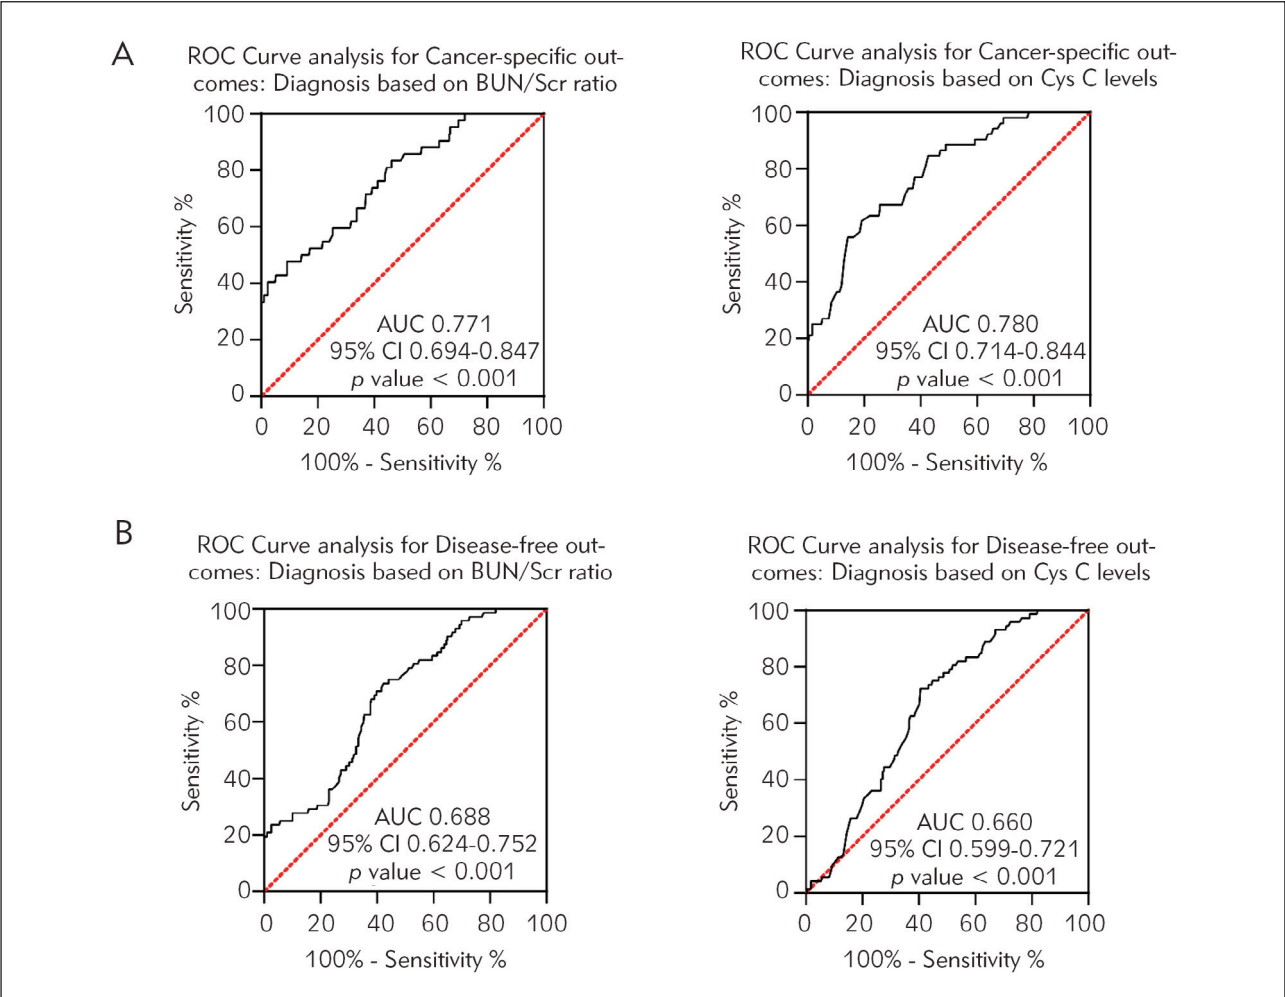 A
ROC Curve analysis for Cancer-specific out-
comes: Diagnosis based on BUN/Scr ratio
100
80
60
40
20
0
Sensitivity %
AUC 0.771
95% CI 0.694-0.847
p value < 0.001
0 20 40 60 80 100
100% - Sensitivity %
ROC Curve analysis for Cancer-specific out-
comes: Diagnosis based on Cys C levels
100
80
60
40
20
0
Sensitivity %
AUC 0.780
95% CI 0.714-0.844
p value < 0.001
0 20 40 60 80 100
100% - Sensitivity %
B
ROC Curve analysis for Disease-free out-
comes: Diagnosis based on BUN/Scr ratio
100
80
60
40
20
0
Sensitivity %
AUC 0.688
95% CI 0.624-0.752
p value < 0.001
0 20 40 60 80 100
100% - Sensitivity %
ROC Curve analysis for Disease-free out-
comes: Diagnosis based on Cys C levels
100
80
60
40
20
0
Sensitivity %
AUC 0.660
95% CI 0.599-0.721
p value < 0.001
0 20 40 60 80 100
100% - Sensitivity %